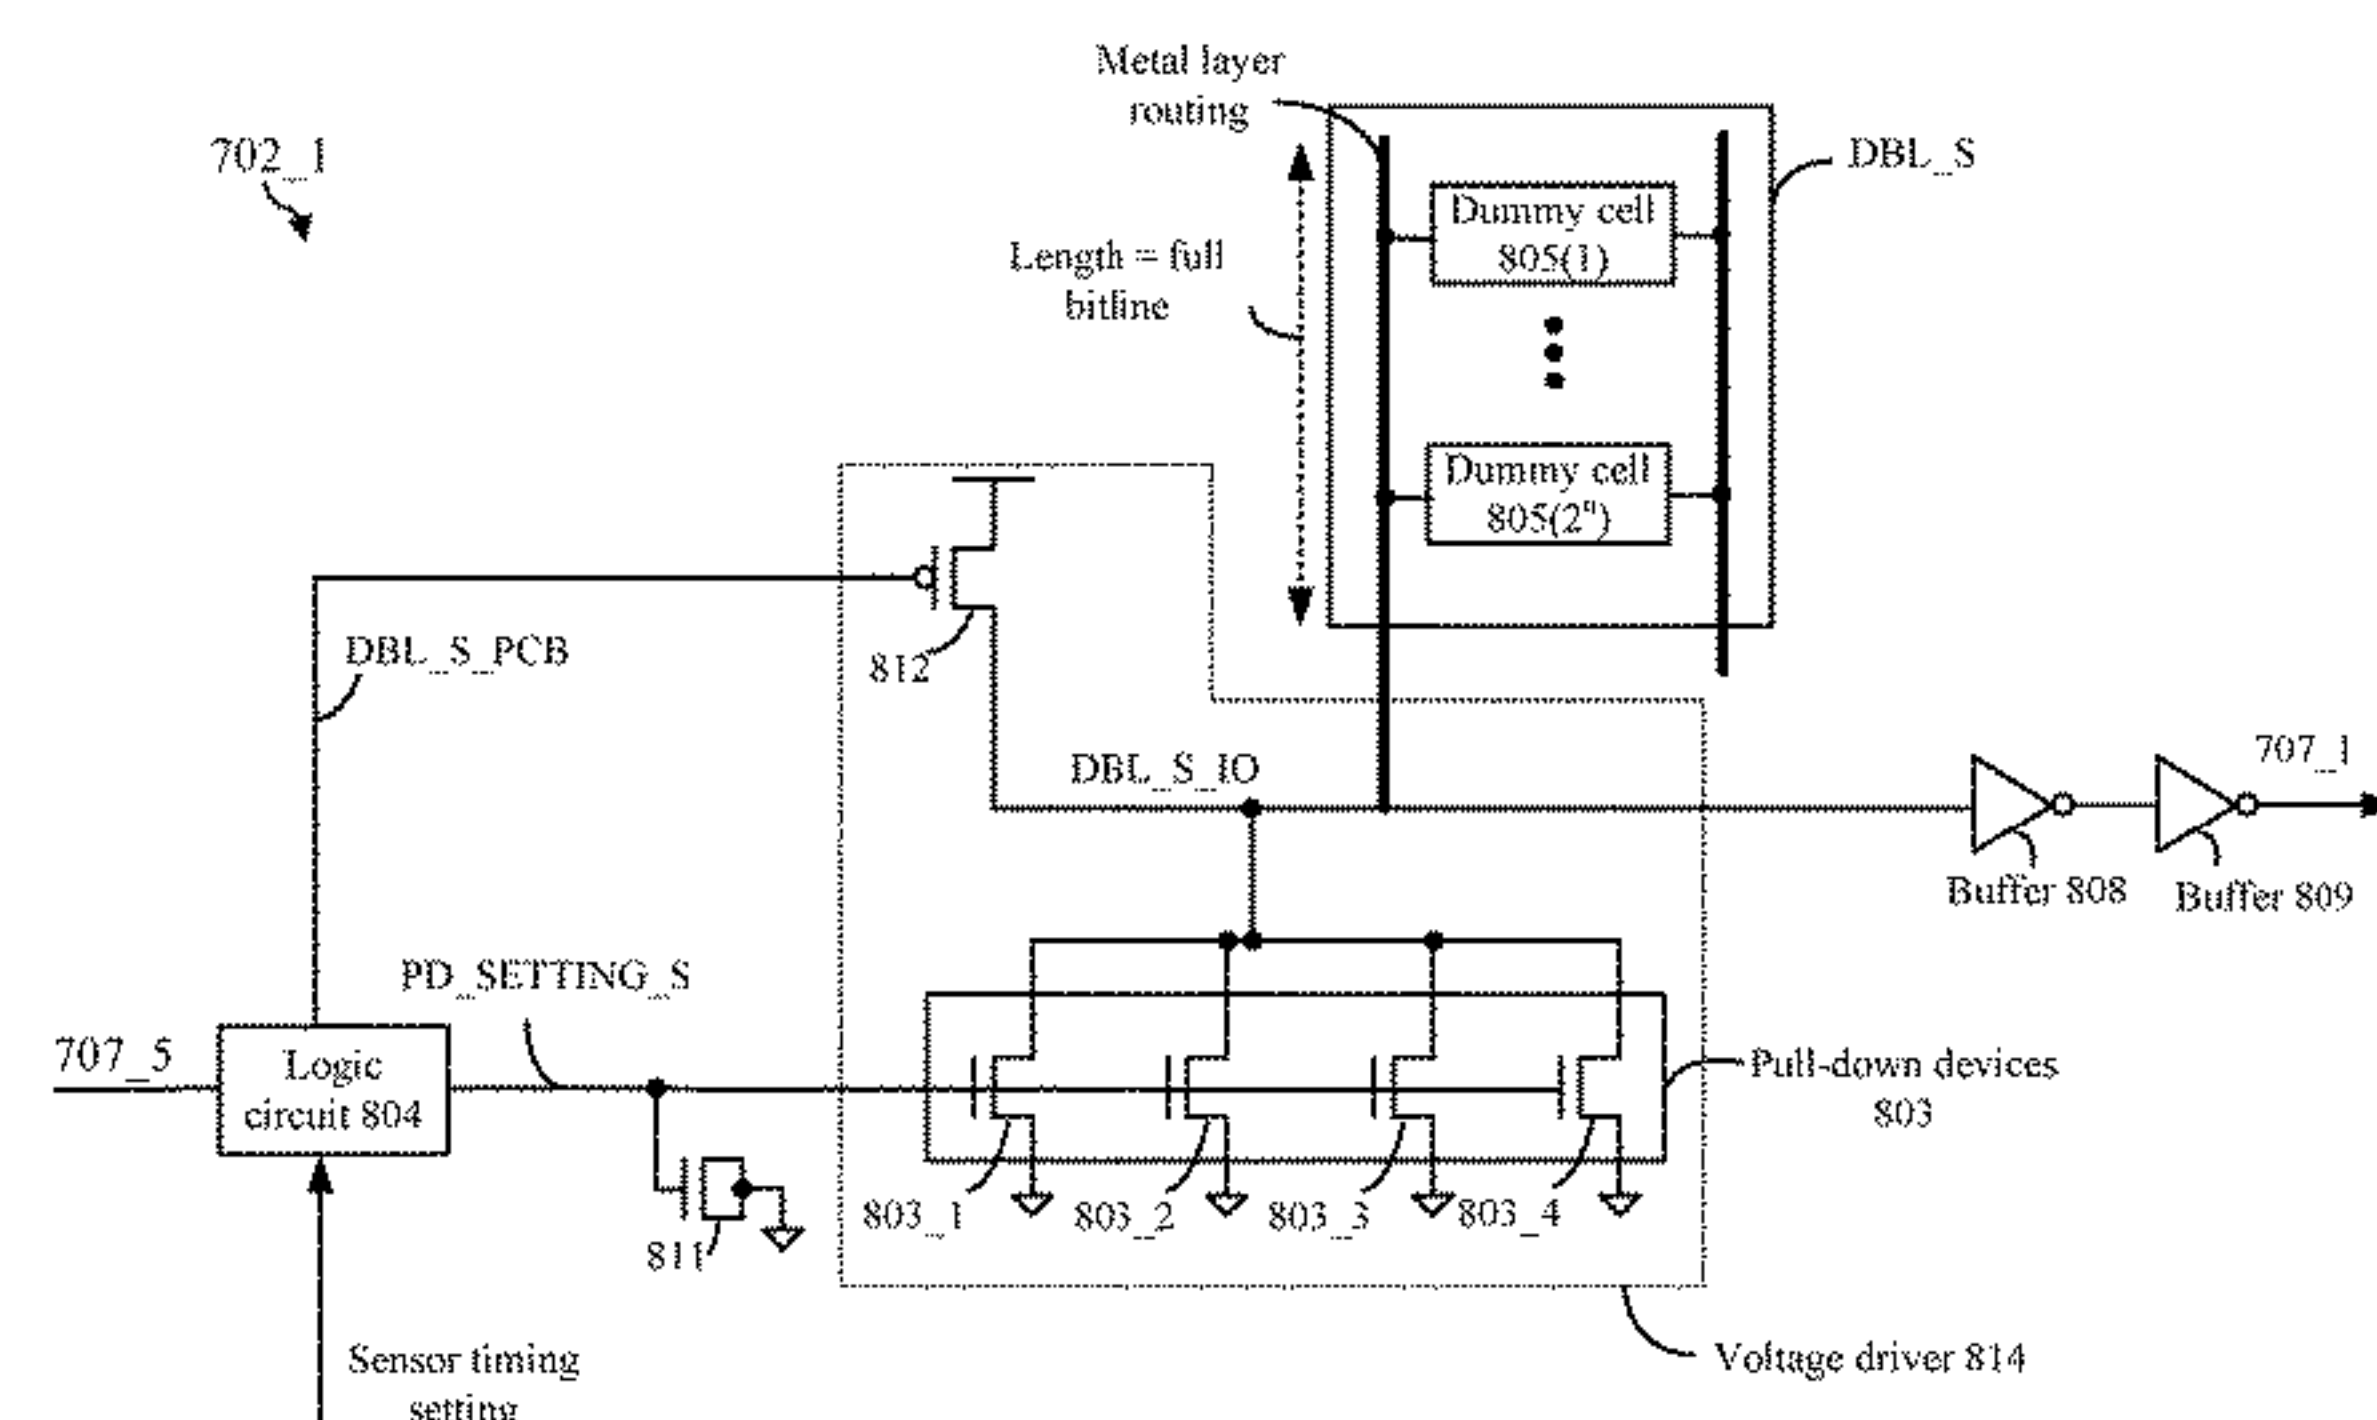 Metal layer
routing
702_1
DBL_S
Dummy cell
805(1)
Length = full
bitline
Dummy cell
805(2ⁿ)
DBL_S_PCB
812
707_1
DBL_S_IO
Buffer 808
Buffer 809
PD_SETTING_S
707_5
Logic
circuit 804
Pull-down devices
803
803_1
803_2
803_3
803_4
811
Sensor timing
setting
Voltage driver 814